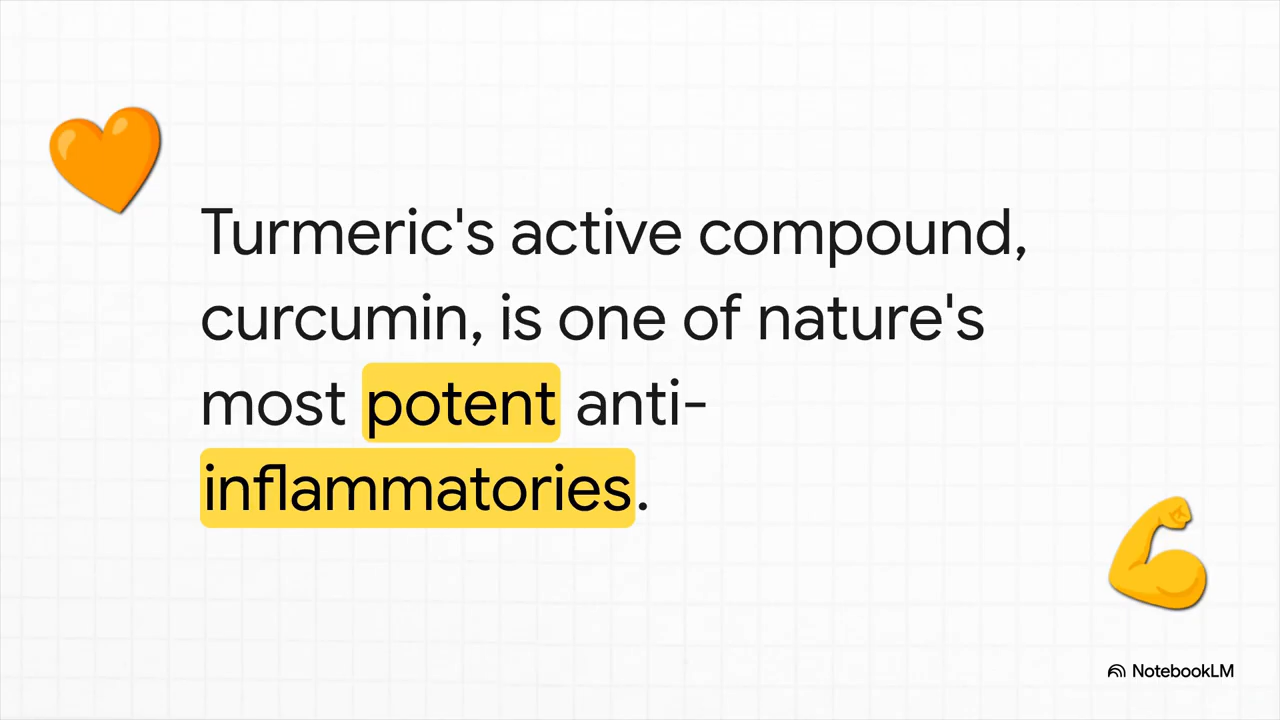 Turmeric's active compound,
curcumin, is one of nature's
most potent anti-
inflammatories.
NotebookLM